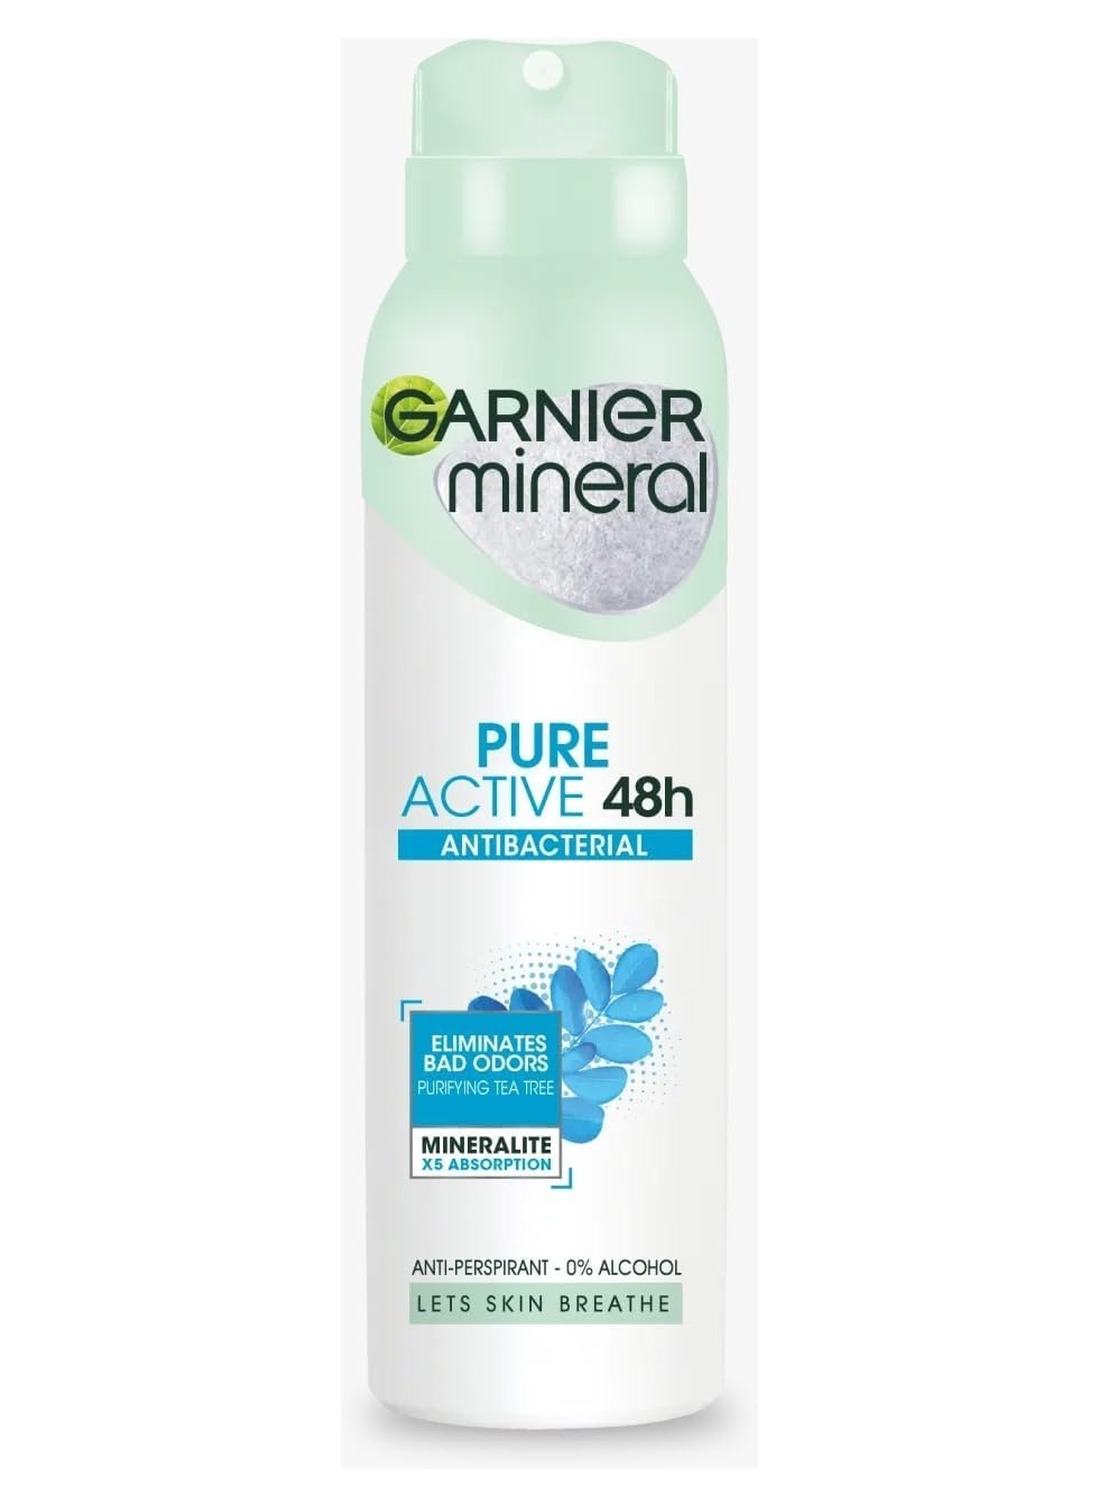 GARNIER
mineral
PURE
ACTIVE 48h
ANTIBACTERIAL
ELIMINATES
BAD ODORS
PURIFYING TEA TREE
MINERALITE
X5 ABSORPTION
ANTI-PERSPIRANT - 0% ALCOHOL
LETS SKIN BREATHE